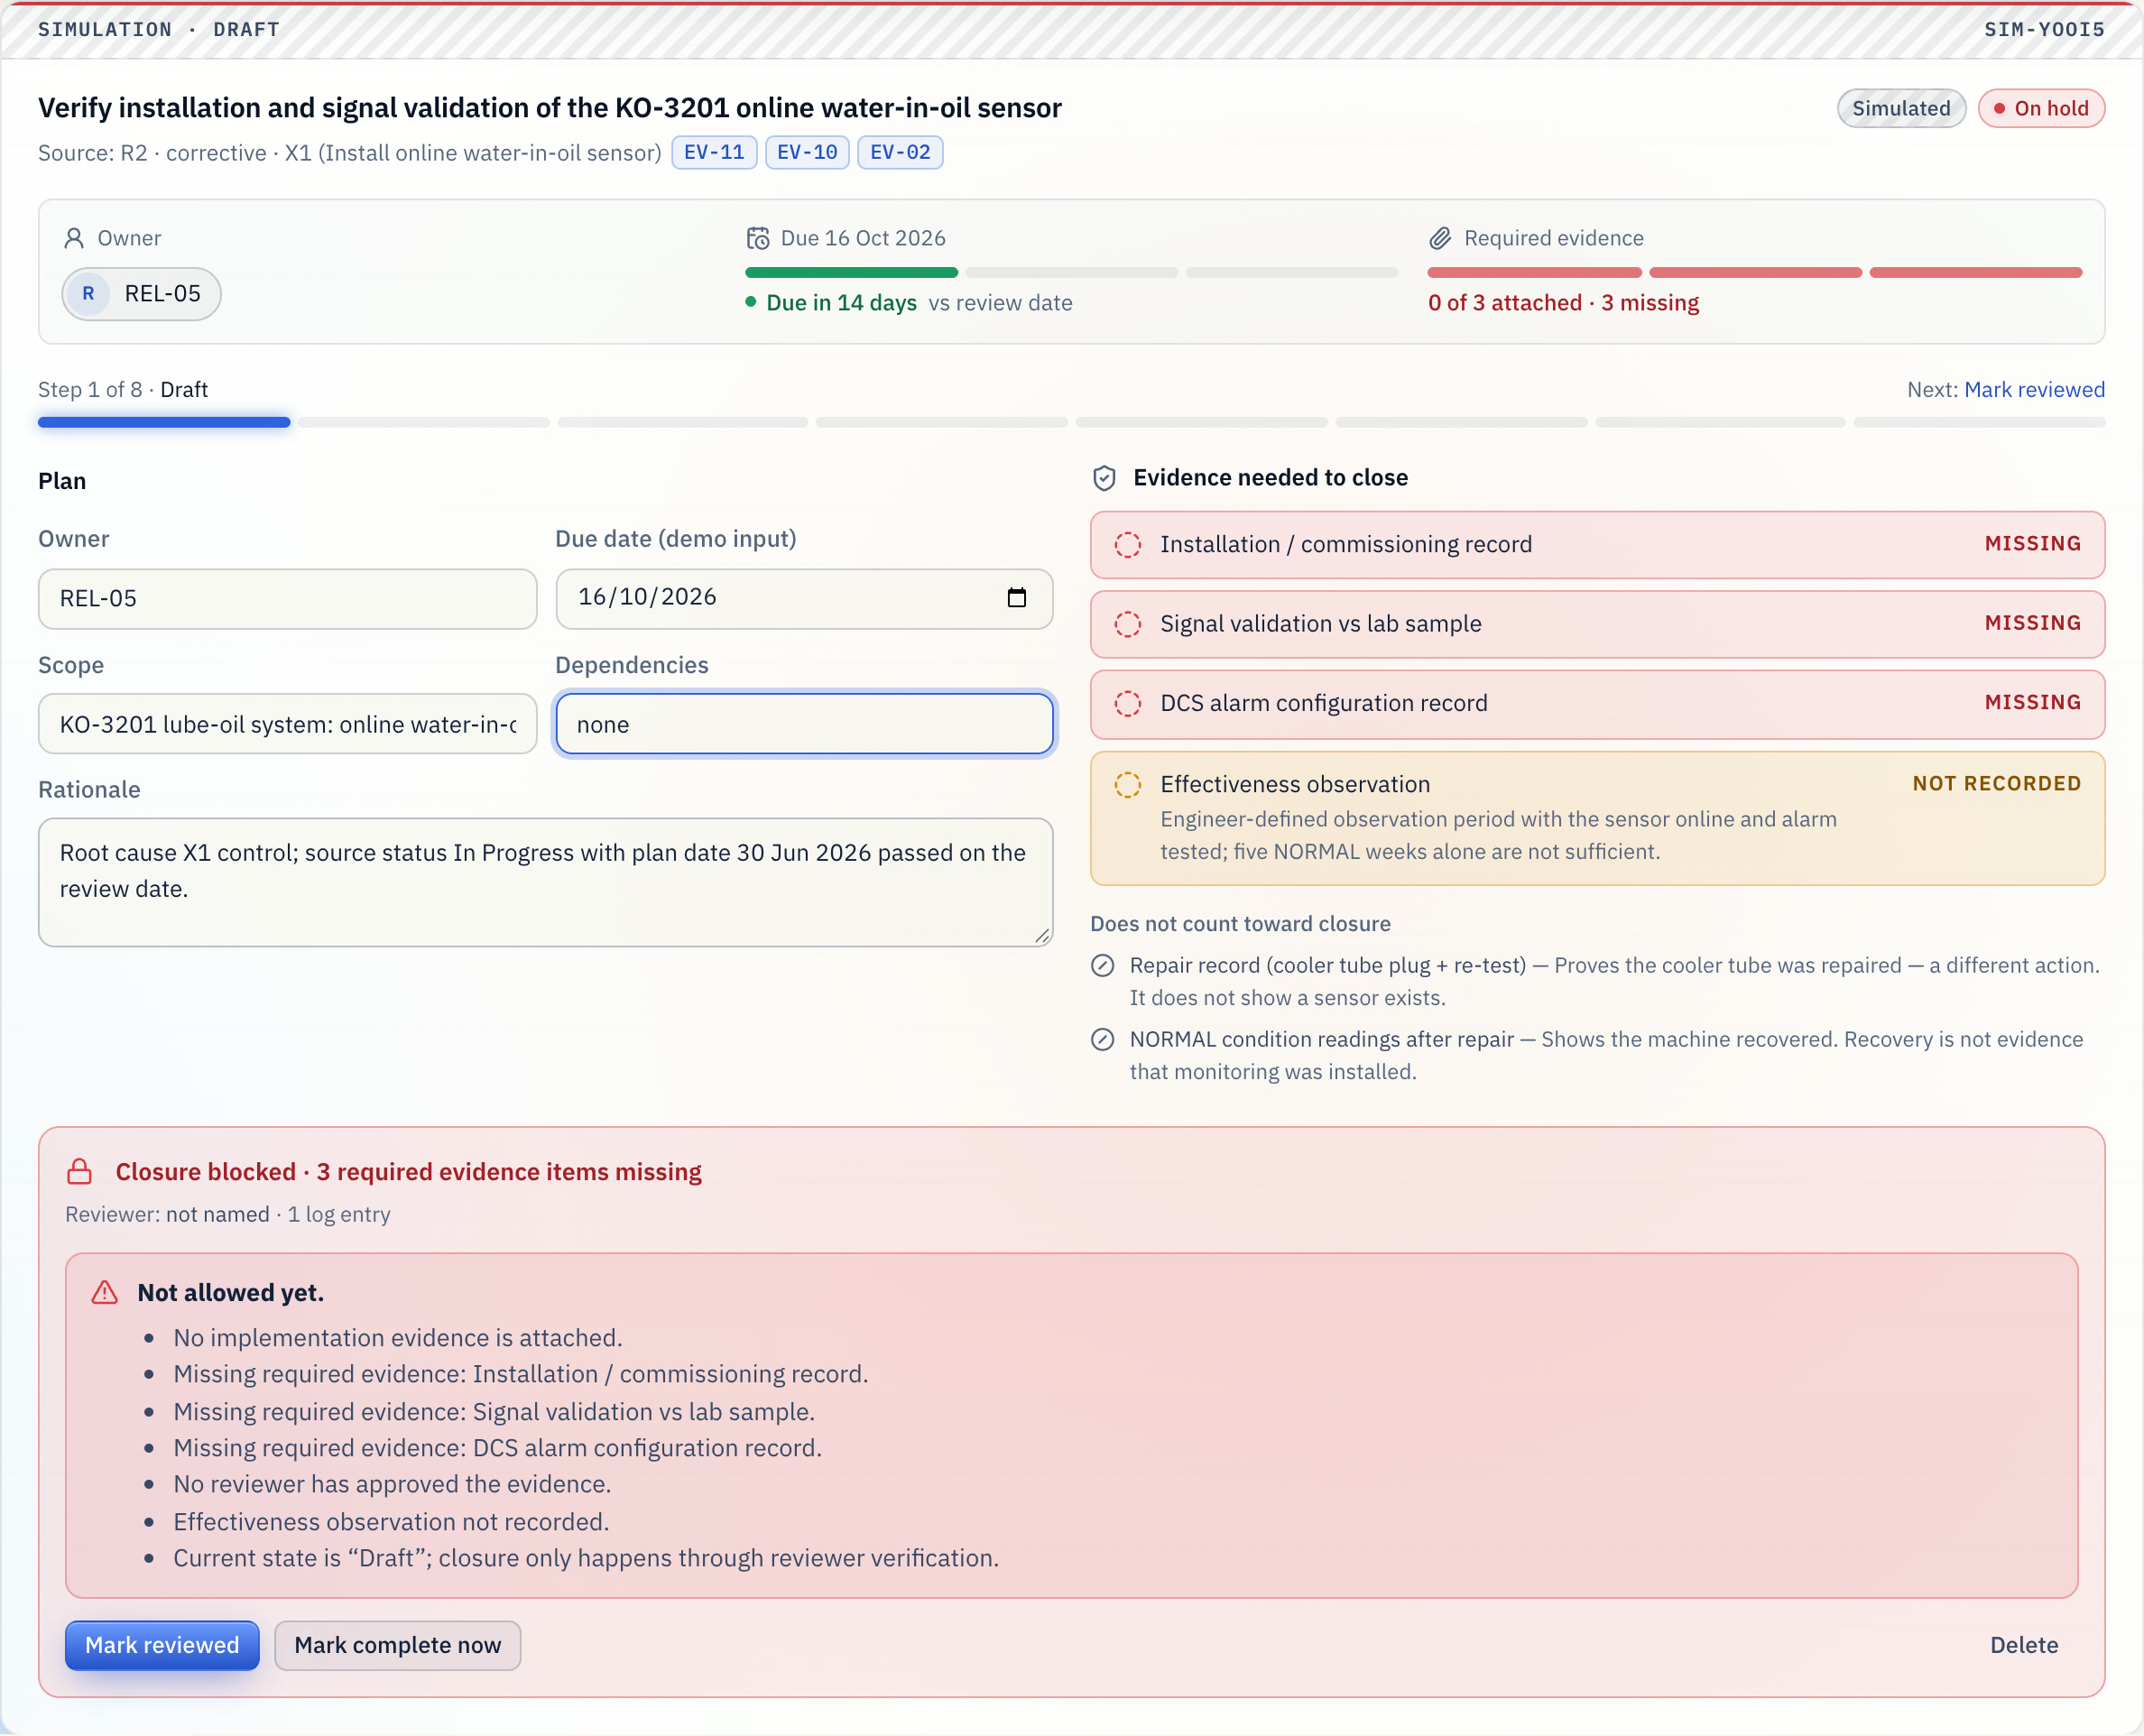 SIMULATION · DRAFT
SIM-YOOI5
Verify installation and signal validation of the KO-3201 online water-in-oil sensor
Simulated
On hold
Source: R2 · corrective · X1 (Install online water-in-oil sensor) EV-11 EV-10 EV-02
Owner
R REL-05
Due 16 Oct 2026
Due in 14 days vs review date
Required evidence
0 of 3 attached · 3 missing
Step 1 of 8 · Draft
Next: Mark reviewed
Plan
Owner
REL-05
Due date (demo input)
16/10/2026
Scope
KO-3201 lube-oil system: online water-in-o
Dependencies
none
Rationale
Root cause X1 control; source status In Progress with plan date 30 Jun 2026 passed on the
review date.
Evidence needed to close
Installation / commissioning record MISSING
Signal validation vs lab sample MISSING
DCS alarm configuration record MISSING
Effectiveness observation NOT RECORDED
Engineer-defined observation period with the sensor online and alarm
tested; five NORMAL weeks alone are not sufficient.
Does not count toward closure
Repair record (cooler tube plug + re-test) — Proves the cooler tube was repaired — a different action.
It does not show a sensor exists.
NORMAL condition readings after repair — Shows the machine recovered. Recovery is not evidence
that monitoring was installed.
Closure blocked · 3 required evidence items missing
Reviewer: not named · 1 log entry
Not allowed yet.
• No implementation evidence is attached.
• Missing required evidence: Installation / commissioning record.
• Missing required evidence: Signal validation vs lab sample.
• Missing required evidence: DCS alarm configuration record.
• No reviewer has approved the evidence.
• Effectiveness observation not recorded.
• Current state is “Draft”; closure only happens through reviewer verification.
Mark reviewed
Mark complete now
Delete